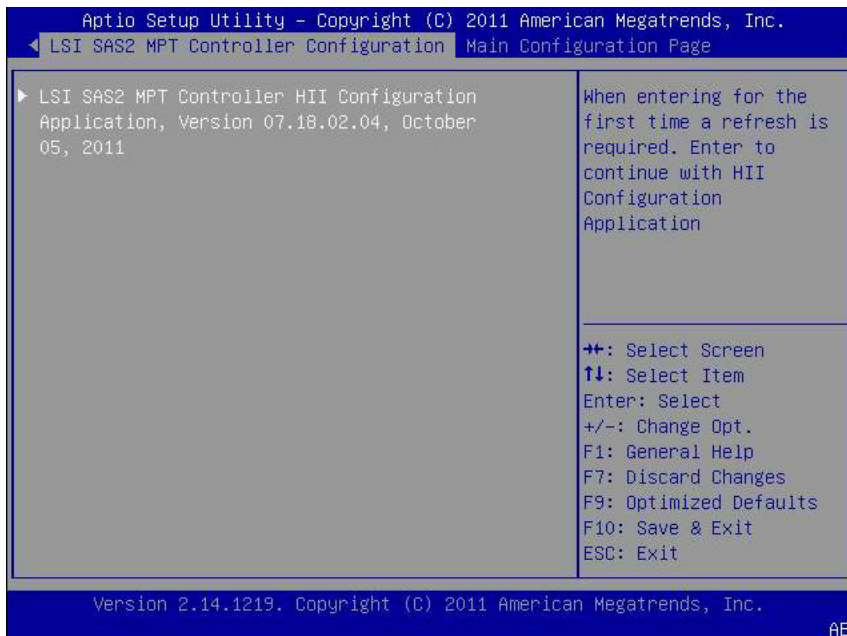 Aptio Setup Utility – Copyright (C) 2011 American Megatrends, Inc.
LSI SAS2 MPT Controller Configuration Main Configuration Page
LSI SAS2 MPT Controller HII Configuration
Application, Version 07.18.02.04, October
05, 2011
When entering for the
first time a refresh is
required. Enter to
continue with HII
Configuration
Application
→←: Select Screen
↑↓: Select Item
Enter: Select
+/-: Change Opt.
F1: General Help
F7: Discard Changes
F9: Optimized Defaults
F10: Save & Exit
ESC: Exit
Version 2.14.1219. Copyright (C) 2011 American Megatrends, Inc.